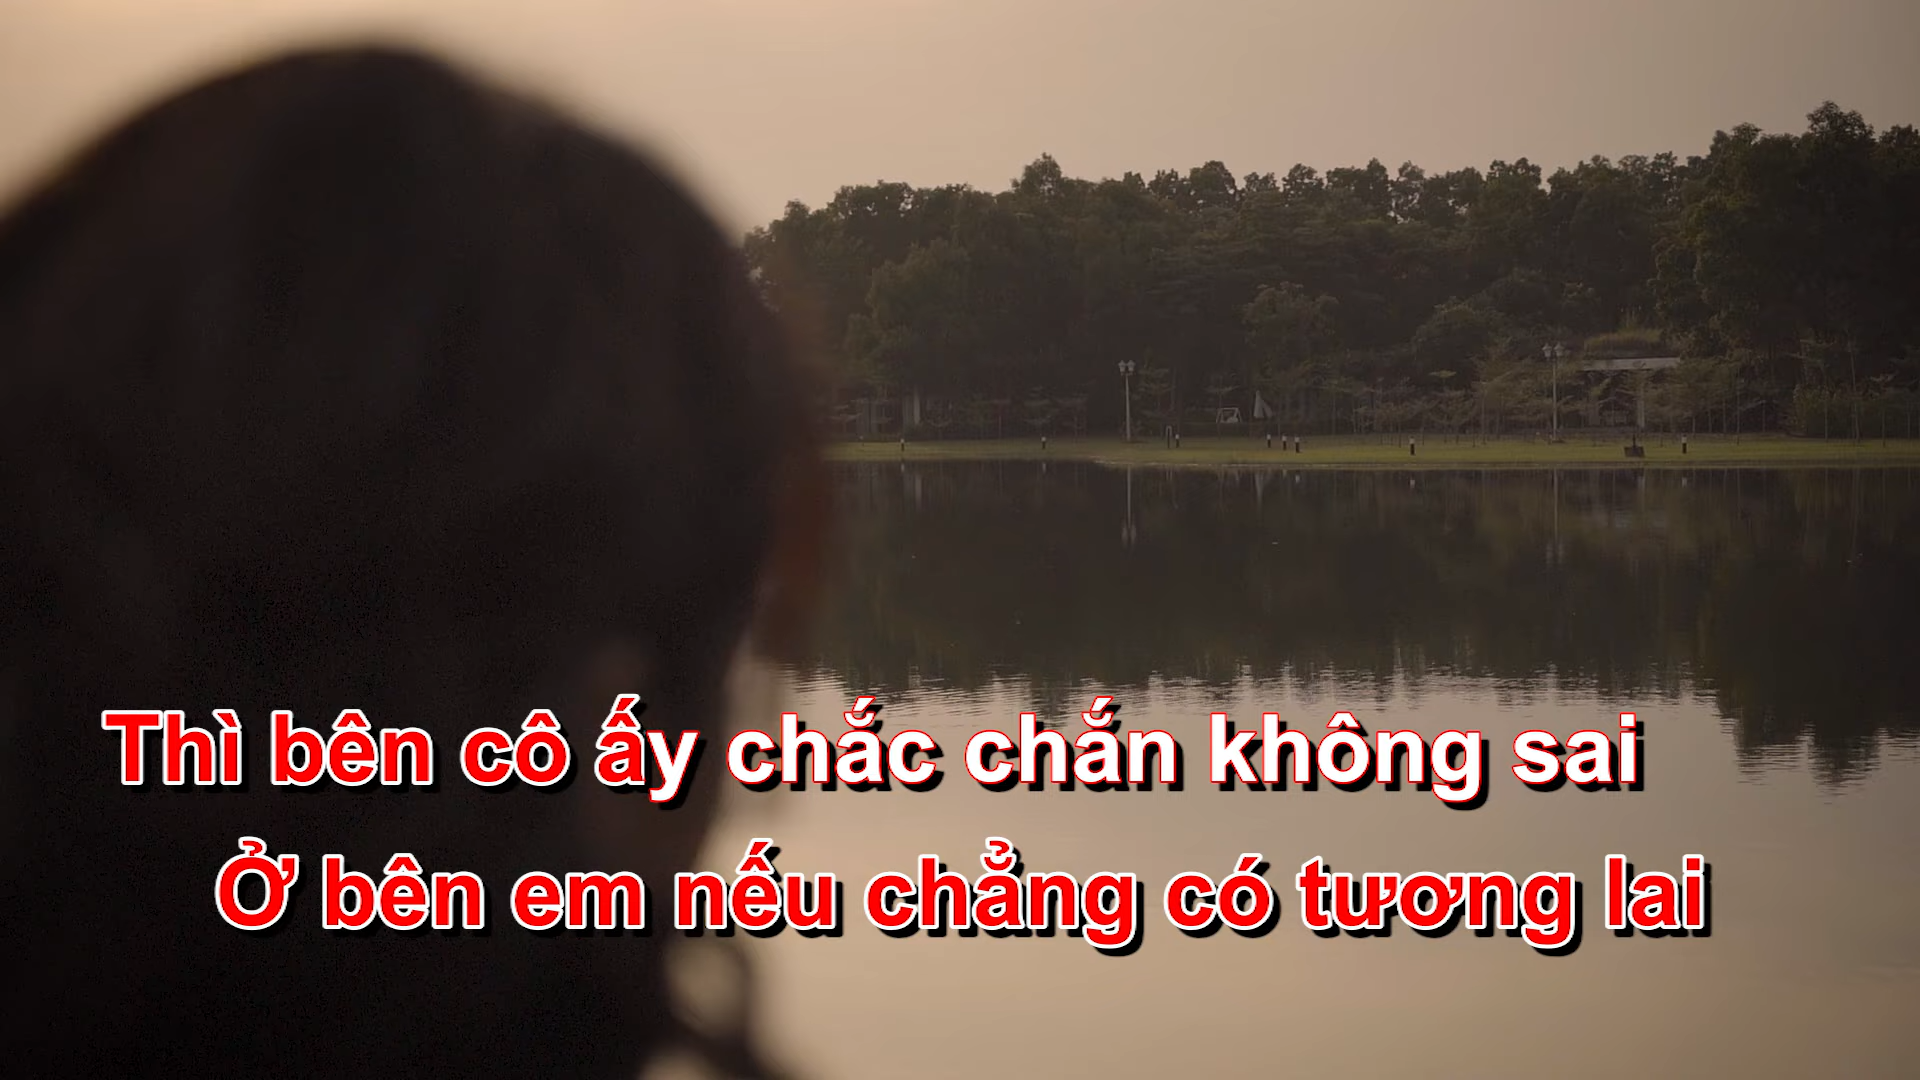 Thì bên cô ấy chắc chắn không sai
Ở bên em nếu chẳng có tương lai